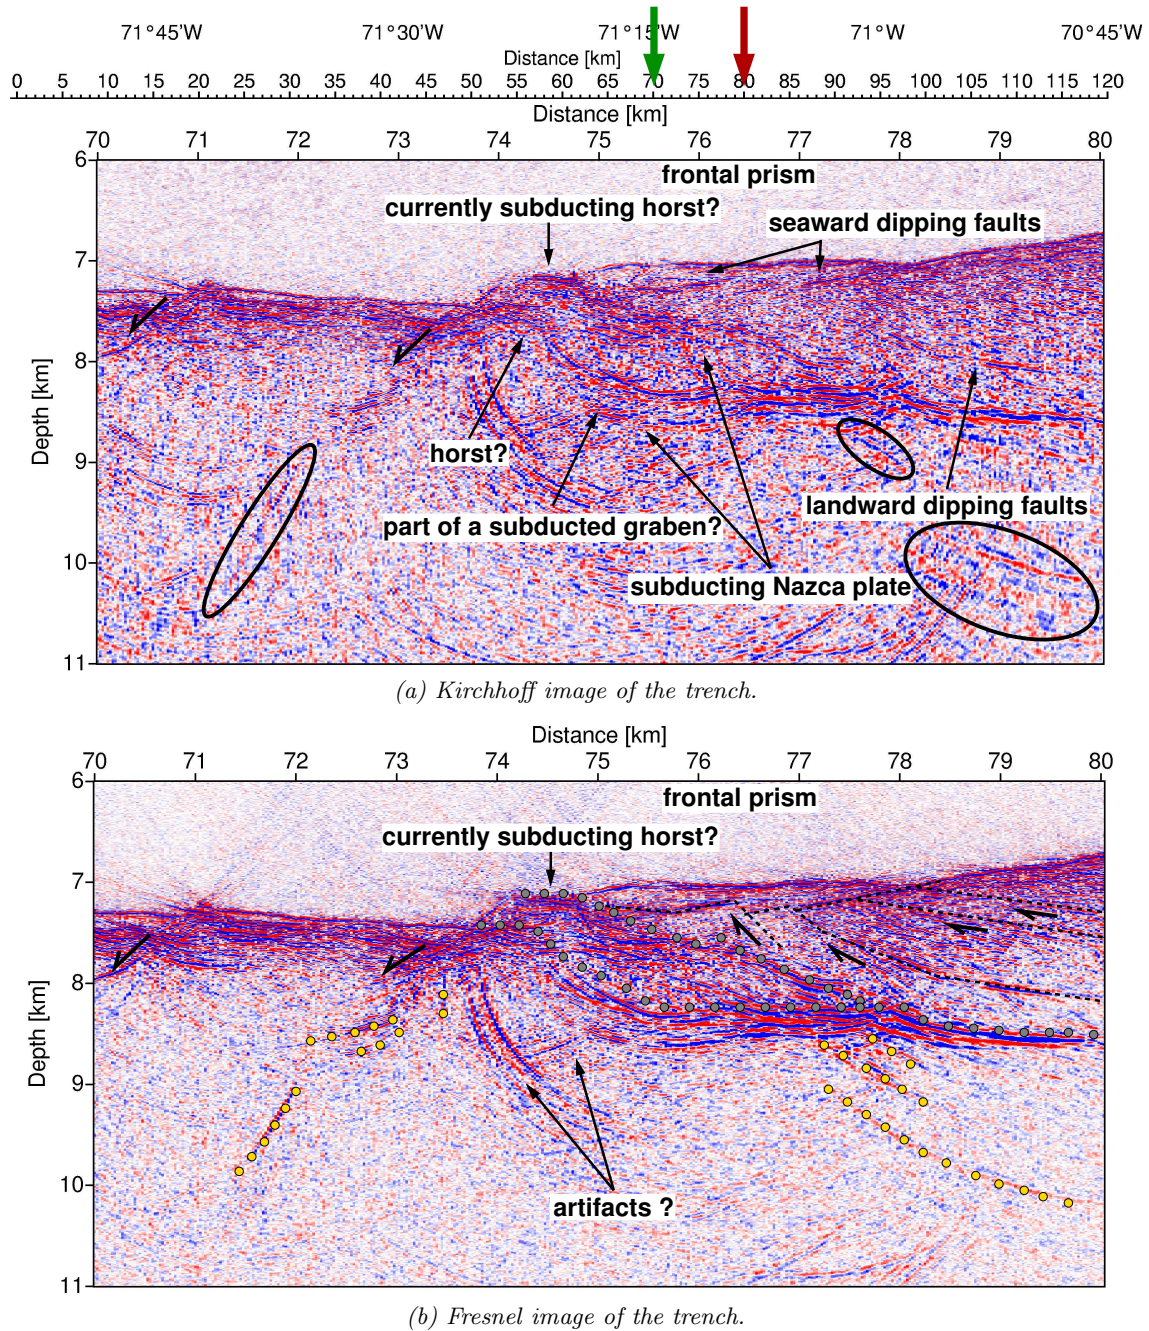 71°45'W 71°30'W 71°15'W 71°W 70°45'W
Distance [km]
0 5 10 15 20 25 30 35 40 45 50 55 60 65 70 75 80 85 90 95 100 105 110 115 120
Distance [km]
70 71 72 73 74 75 76 77 78 79 80
6
frontal prism
currently subducting horst?
seaward dipping faults
7
8
Depth [km]
horst?
9
landward dipping faults
part of a subducted graben?
10
subducting Nazca plate
11
(a) Kirchhoff image of the trench.
Distance [km]
70 71 72 73 74 75 76 77 78 79 80
6
frontal prism
currently subducting horst?
7
8
Depth [km]
9
10
artifacts ?
11
(b) Fresnel image of the trench.